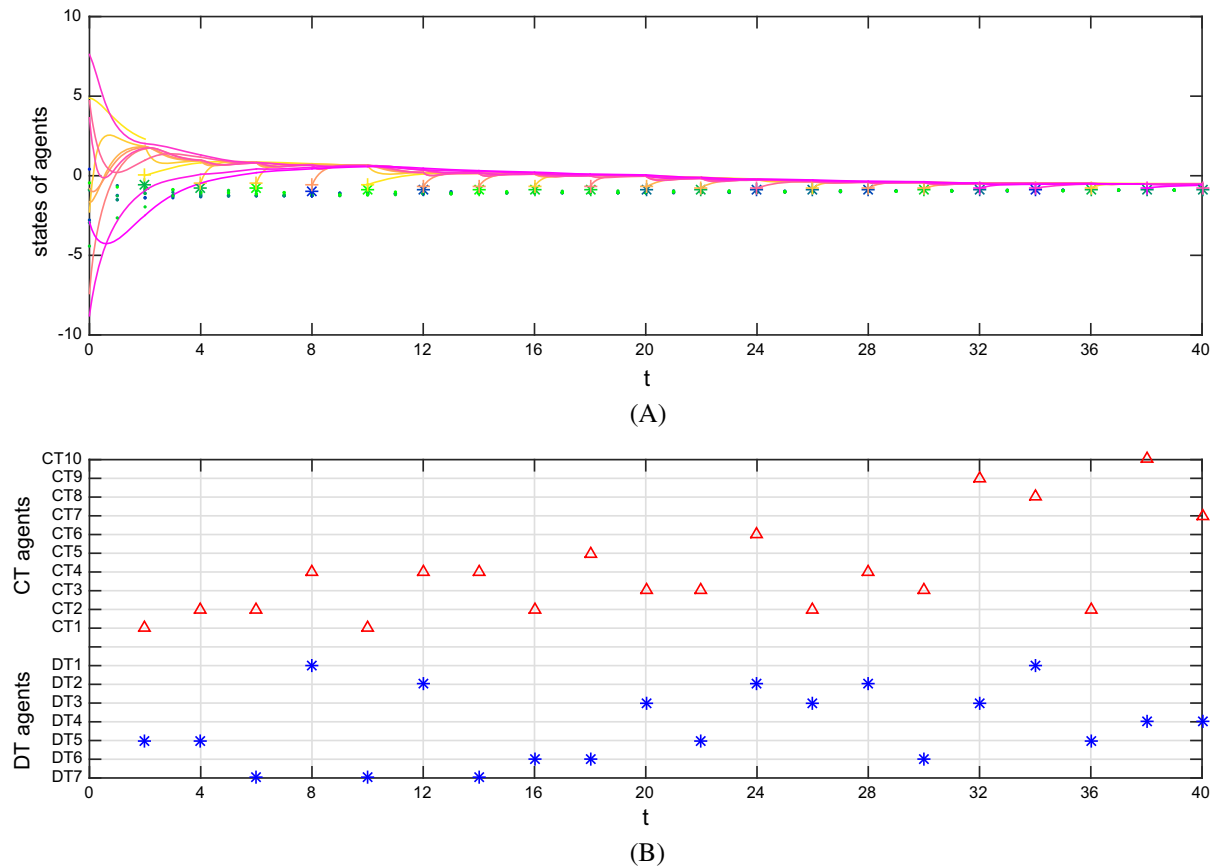 10
5
0
-5
-10
states of agents
0 4 8 12 16 20 24 28 32 36 40
t
(A)
CT10
CT9
CT8
CT7
CT6
CT5
CT4
CT3
CT2
CT1
CT agents
DT1
DT2
DT3
DT4
DT5
DT6
DT7
DT agents
0 4 8 12 16 20 24 28 32 36 40
t
(B)